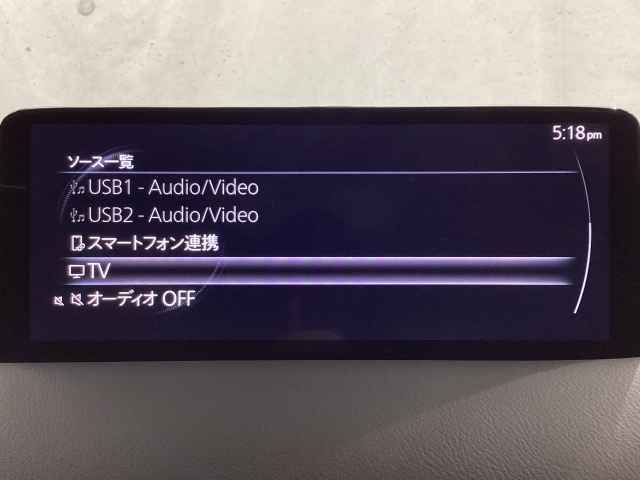 5:18pm
ソース一覧
USB1 - Audio/Video
USB2 - Audio/Video
スマートフォン連携
TV
オーディオ OFF